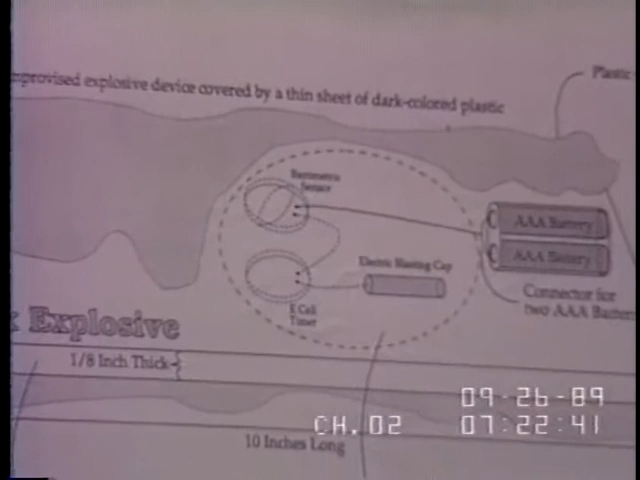 mprovised explosive device covered by a thin sheet of dark-colored plastic
Plastic
Barometric
Sensor
AAA Battery
AAA Battery
Electric Blasting Cap
E Cell
Timer
Connector for
two AAA Batter
k Explosive
1/8 Inch Thick
10 Inches Long
09-26-89
CH.02 07:22:41